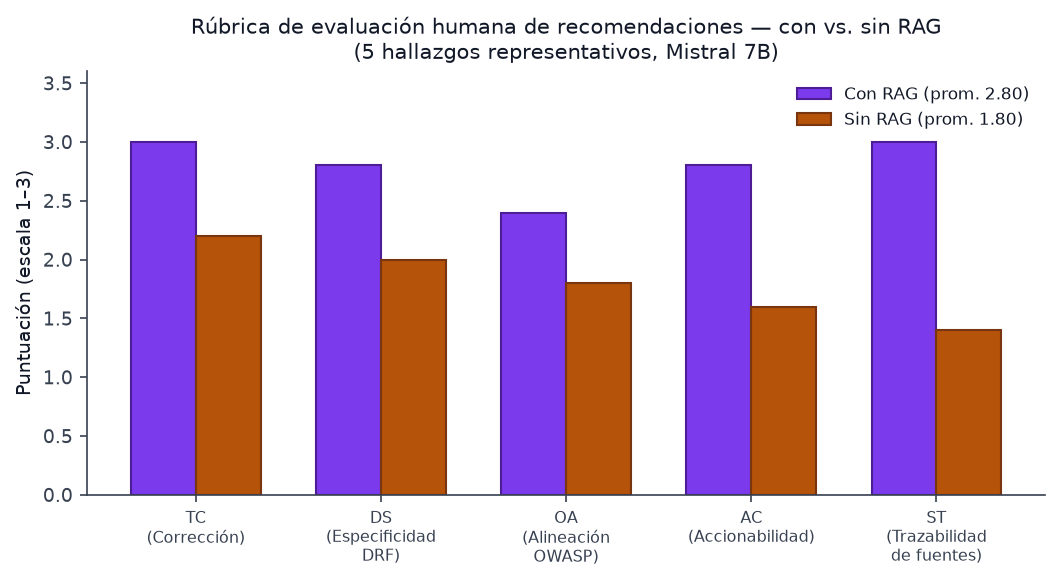 Rúbrica de evaluación humana de recomendaciones — con vs. sin RAG
(5 hallazgos representativos, Mistral 7B)
Con RAG (prom. 2.80)
Sin RAG (prom. 1.80)
Puntuación (escala 1–3)
3.5
3.0
2.5
2.0
1.5
1.0
0.5
0.0
TC
(Corrección)
DS
(Especificidad
DRF)
OA
(Alineación
OWASP)
AC
(Accionabilidad)
ST
(Trazabilidad
de fuentes)